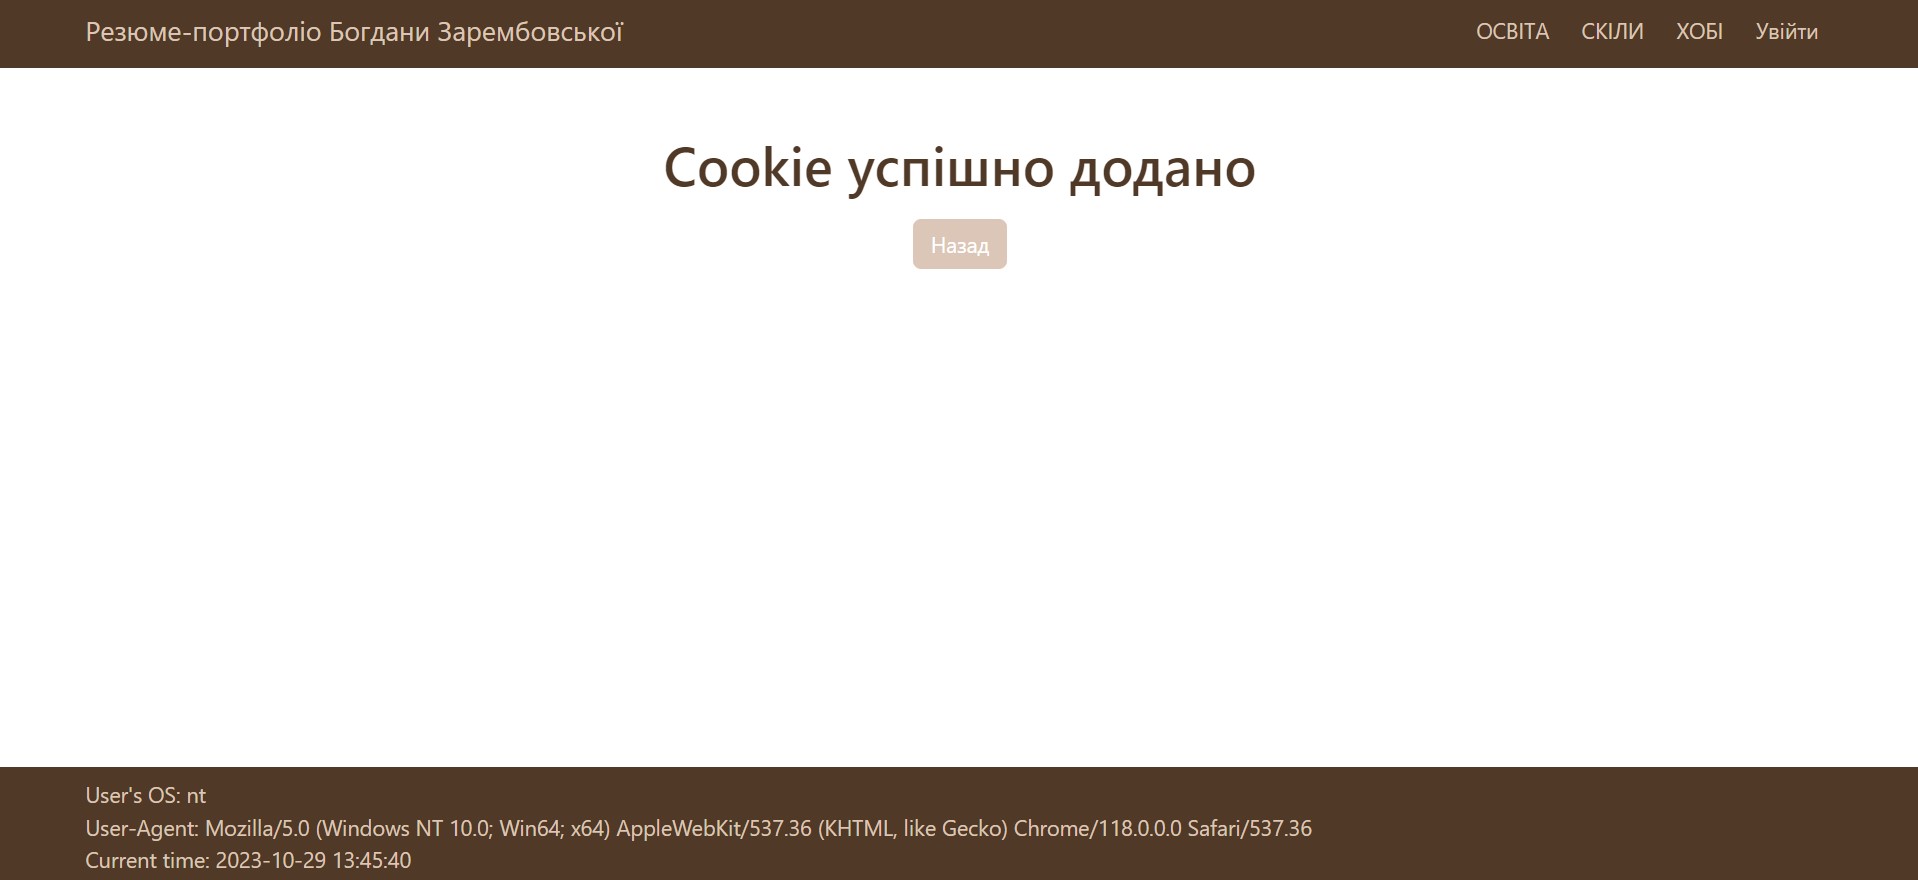 Резюме-портфоліо Богдани Зарембовської
ОСВІТА СКІЛИ ХОБІ Увійти
Cookie успішно додано
Назад
User's OS: nt
User-Agent: Mozilla/5.0 (Windows NT 10.0; Win64; x64) AppleWebKit/537.36 (KHTML, like Gecko) Chrome/118.0.0.0 Safari/537.36
Current time: 2023-10-29 13:45:40